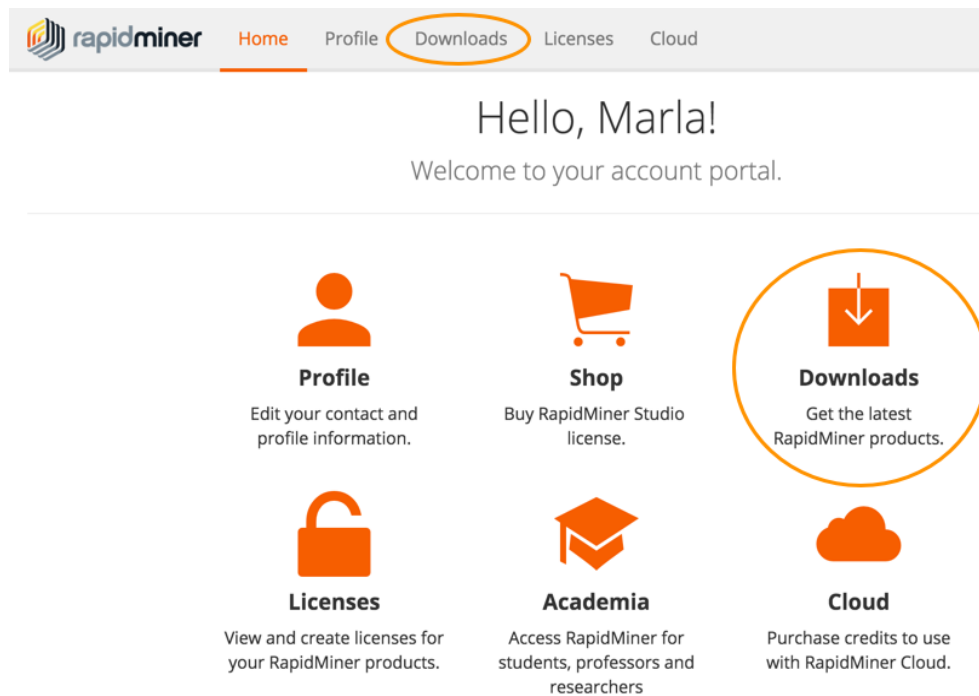 rapidminer Home Profile Downloads Licenses Cloud
Hello, Marla!
Welcome to your account portal.
Profile
Edit your contact and
profile information.
Shop
Buy RapidMiner Studio
license.
Downloads
Get the latest
RapidMiner products.
Licenses
View and create licenses for
your RapidMiner products.
Academia
Access RapidMiner for
students, professors and
researchers
Cloud
Purchase credits to use
with RapidMiner Cloud.